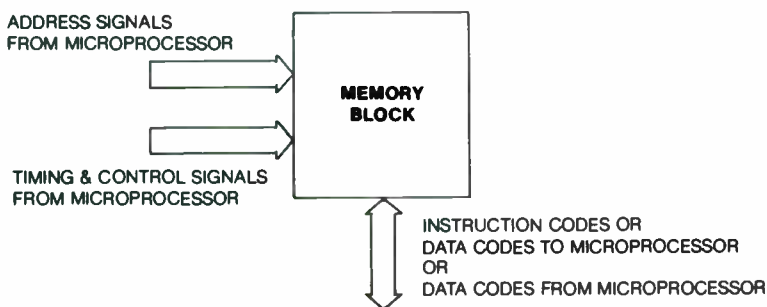 ADDRESS SIGNALS
FROM MICROPROCESSOR
MEMORY
BLOCK
TIMING & CONTROL SIGNALS
FROM MICROPROCESSOR
INSTRUCTION CODES OR
DATA CODES TO MICROPROCESSOR
OR
DATA CODES FROM MICROPROCESSOR